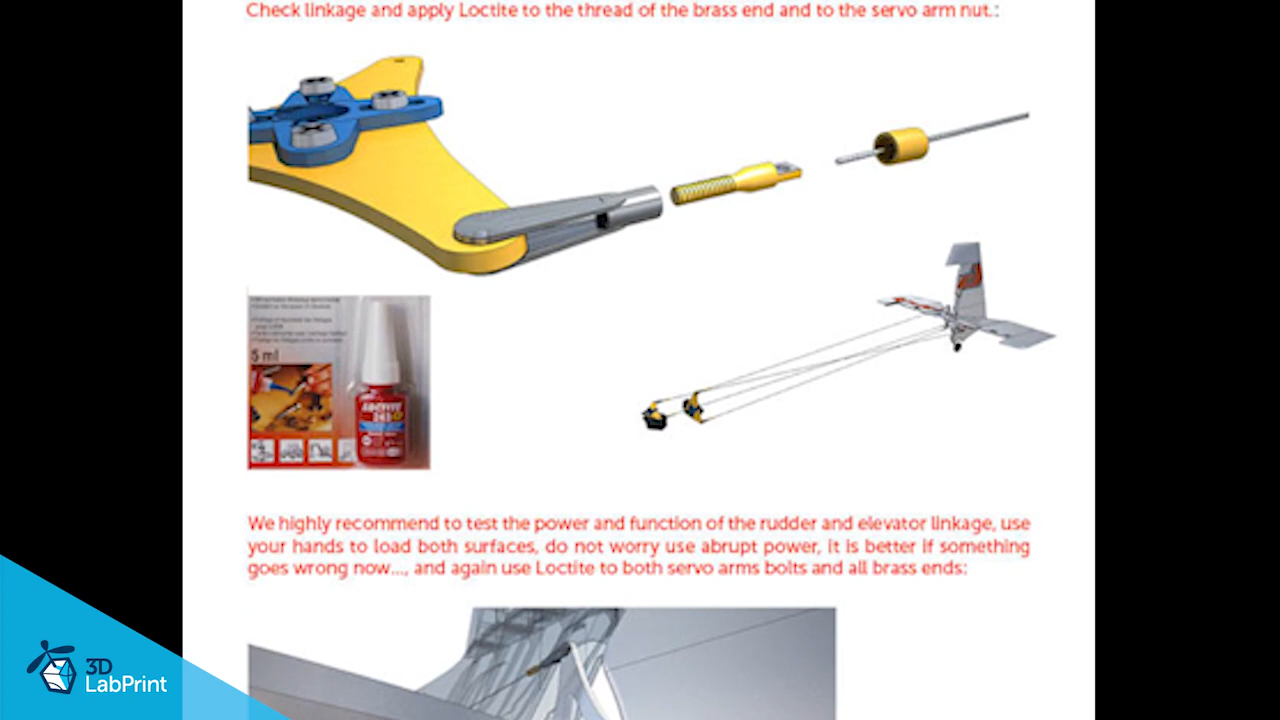 Check linkage and apply Loctite to the thread of the brass end and to the servo arm nut.:
5 ml
LOCTITE
243
We highly recommend to test the power and function of the rudder and elevator linkage, use
your hands to load both surfaces, do not worry use abrupt power, it is better if something
goes wrong now..., and again use Loctite to both servo arms bolts and all brass ends:
3D
LabPrint